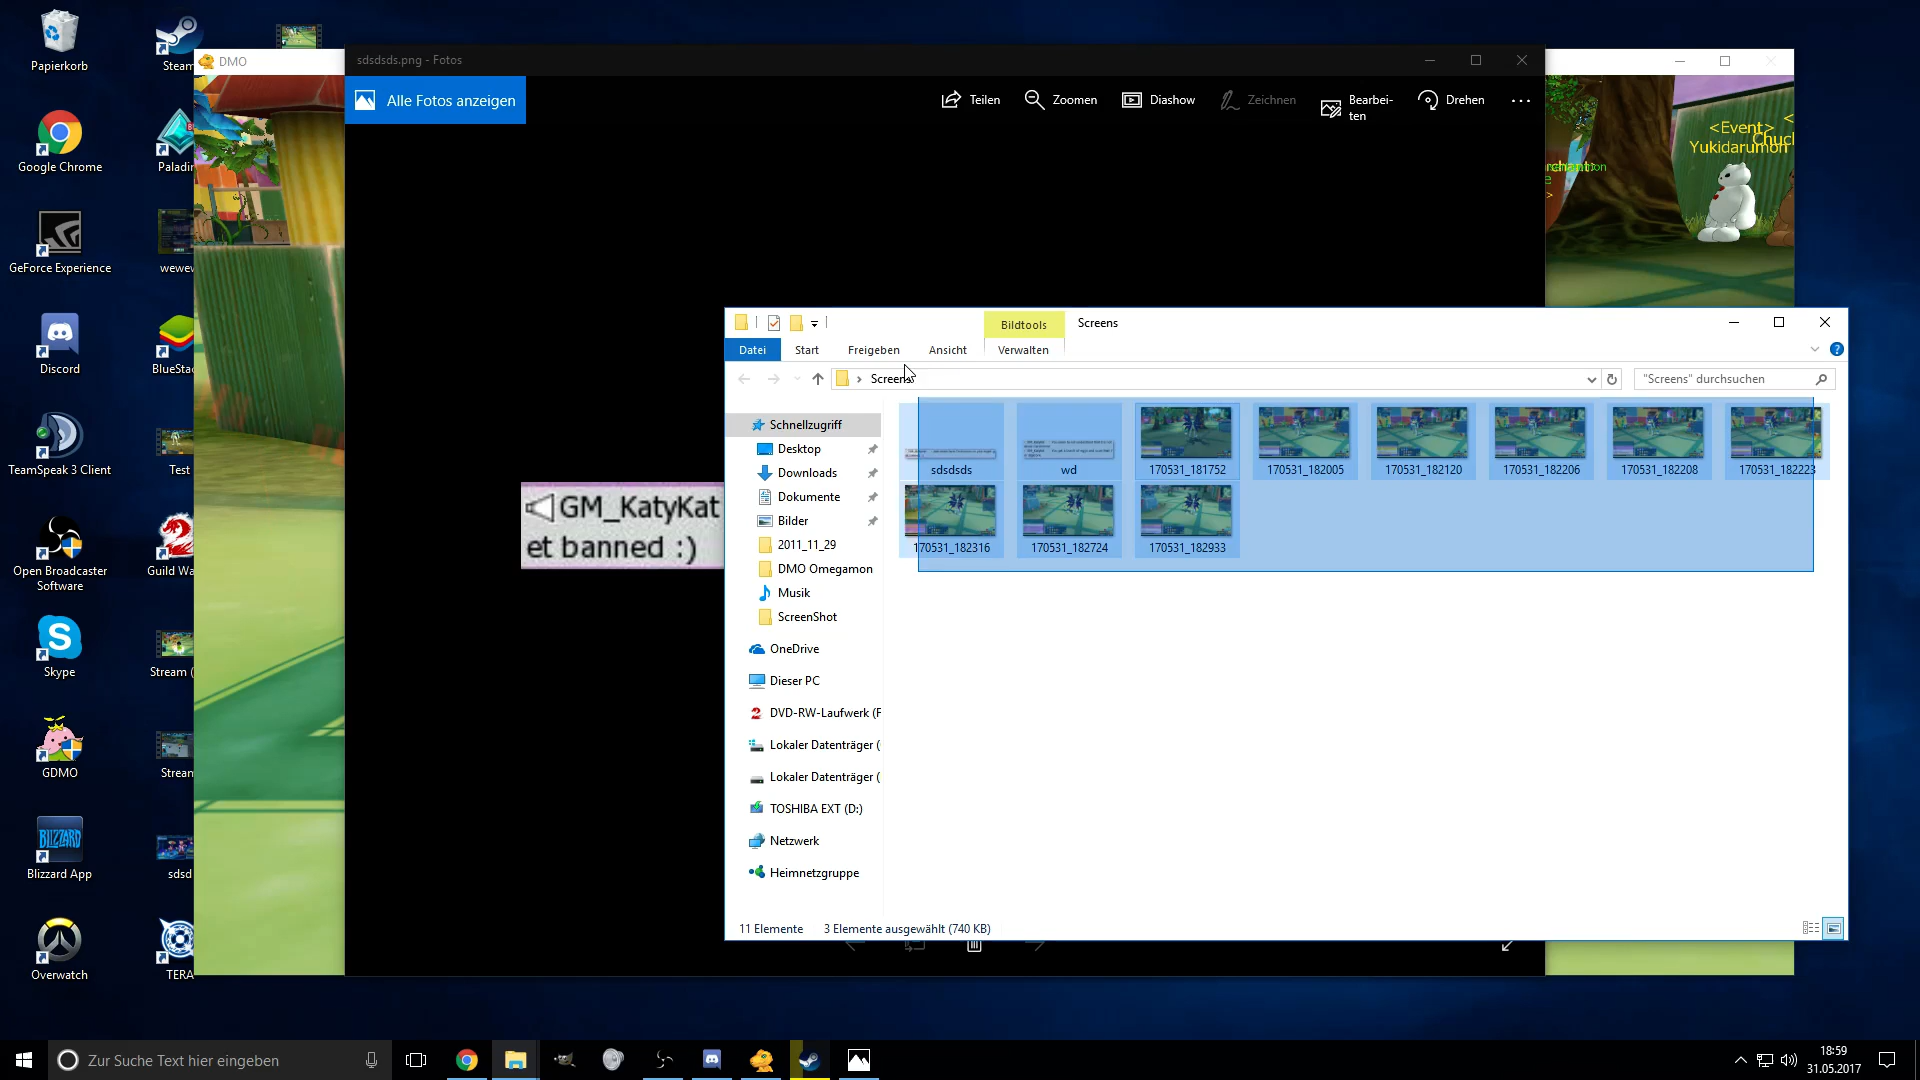 Papierkorb
Steam
Google Chrome
Paladin
GeForce Experience
wewew
Discord
BlueStac
TeamSpeak 3 Client
Test
Open Broadcaster
Software
Guild Wa
Skype
Stream (
GDMO
Stream
Blizzard App
sdsd
Overwatch
TERA
DMO
sdsdsds.png - Fotos
Alle Fotos anzeigen
Teilen
Zoomen
Diashow
Zeichnen
Bearbei-
ten
Drehen
<Event>
Yukidarumon
GM_KatyKat
et banned :)
Bildtools
Screens
Datei
Start
Freigeben
Ansicht
Verwalten
Screens
"Screens" durchsuchen
Schnellzugriff
Desktop
Downloads
Dokumente
Bilder
2011_11_29
DMO Omegamon
Musik
ScreenShot
OneDrive
Dieser PC
DVD-RW-Laufwerk (F
Lokaler Datenträger (
Lokaler Datenträger (
TOSHIBA EXT (D:)
Netzwerk
Heimnetzgruppe
sdsdsds
wd
170531_181752
170531_182005
170531_182120
170531_182206
170531_182208
170531_182223
170531_182316
170531_182724
170531_182933
11 Elemente
3 Elemente ausgewählt (740 KB)
Zur Suche Text hier eingeben
18:59
31.05.2017